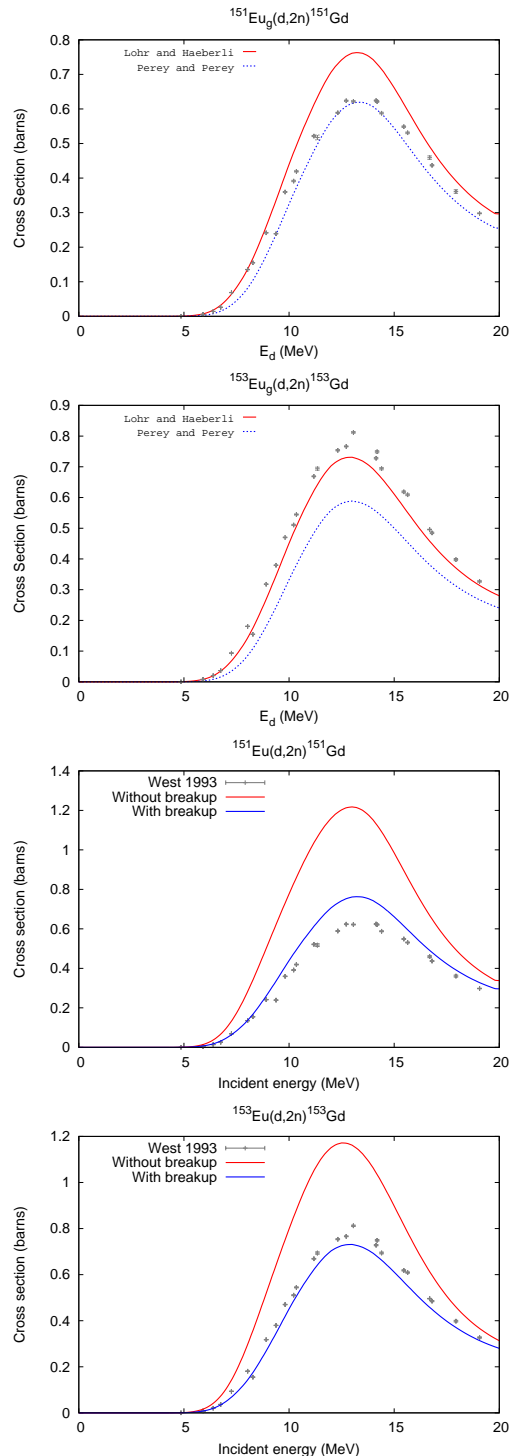 ¹⁵¹Eu_g(d,2n)¹⁵¹Gd
Lohr and Haeberli
Perey and Perey
Cross Section (barns)
0.8
0.7
0.6
0.5
0.4
0.3
0.2
0.1
0
0 5 10 15 20
E_d (MeV)
¹⁵³Eu_g(d,2n)¹⁵³Gd
Lohr and Haeberli
Perey and Perey
Cross Section (barns)
0.9
0.8
0.7
0.6
0.5
0.4
0.3
0.2
0.1
0
0 5 10 15 20
E_d (MeV)
¹⁵¹Eu(d,2n)¹⁵¹Gd
West 1993
Without breakup
With breakup
Cross section (barns)
1.4
1.2
1
0.8
0.6
0.4
0.2
0
0 5 10 15 20
Incident energy (MeV)
¹⁵³Eu(d,2n)¹⁵³Gd
West 1993
Without breakup
With breakup
Cross section (barns)
1.2
1
0.8
0.6
0.4
0.2
0
0 5 10 15 20
Incident energy (MeV)